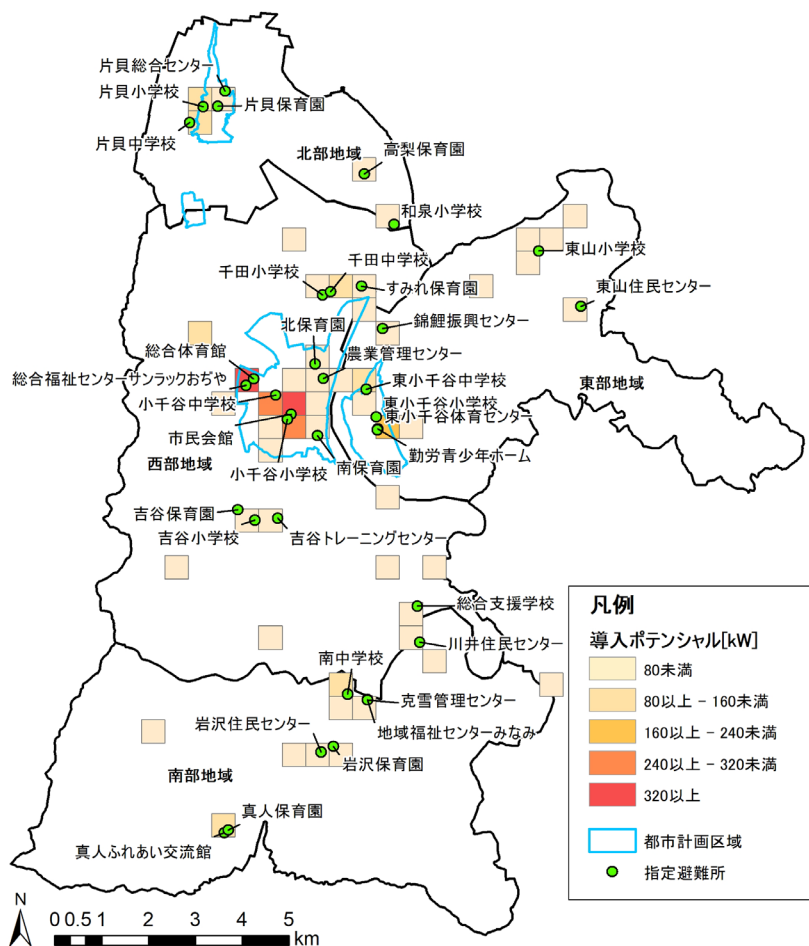 片貝総合センター
片貝小学校
片貝保育園
片貝中学校
北部地域
高梨保育園
和泉小学校
東山小学校
千田中学校
千田小学校
すみれ保育園
東山住民センター
錦鯉振興センター
北保育園
総合体育館
農業管理センター
総合福祉センターサンラックおぢや
東小千谷中学校
東部地域
小千谷中学校
東小千谷小学校
東小千谷体育センター
市民会館
勤労青少年ホーム
西部地域
小千谷小学校
南保育園
吉谷保育園
吉谷小学校
吉谷トレーニングセンター
総合支援学校
川井住民センター
南中学校
克雪管理センター
地域福祉センターみなみ
岩沢住民センター
岩沢保育園
南部地域
真人保育園
真人ふれあい交流館
凡例
導入ポテンシャル[kW]
80未満
80以上 - 160未満
160以上 - 240未満
240以上 - 320未満
320以上
都市計画区域
指定避難所
N
0 0.5 1 2 3 4 5
km